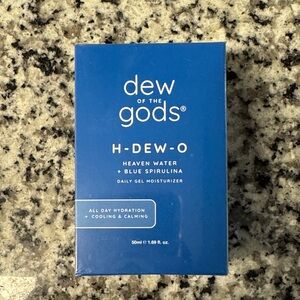 dew
OF THE
gods®
H-DEW-O
HEAVEN WATER
+ BLUE SPIRULINA
DAILY GEL MOISTURIZER
ALL DAY HYDRATION
+ COOLING & CALMING
50ml ℮ 1.69 fl. oz.